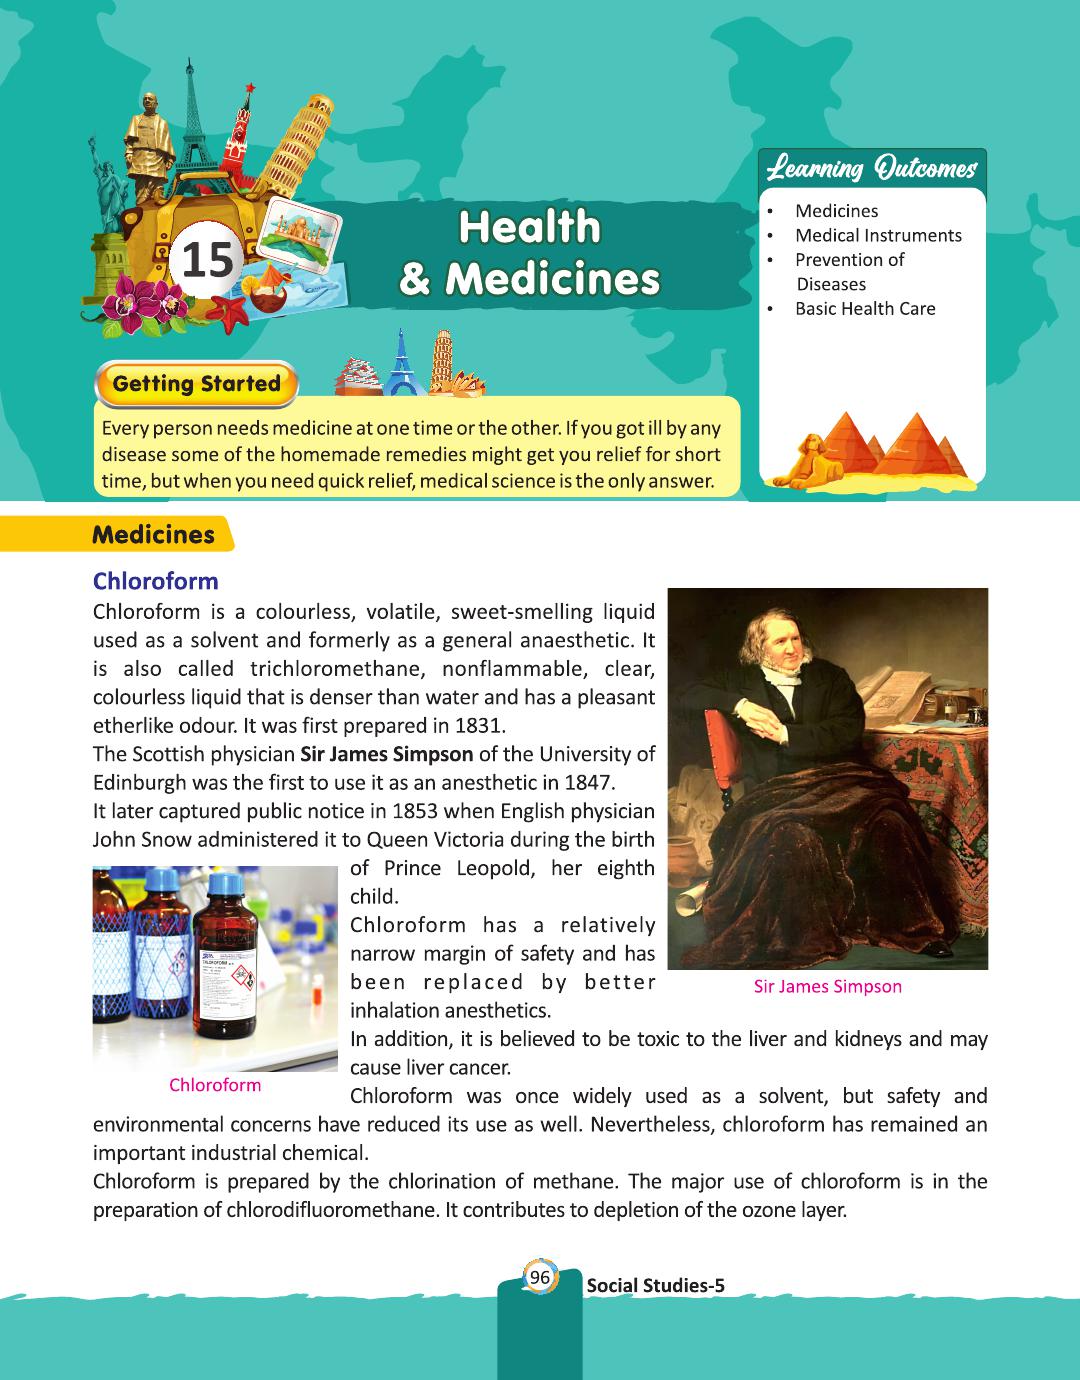 15
Health
& Medicines
Learning Outcomes
• Medicines
• Medical Instruments
• Prevention of
Diseases
• Basic Health Care
Getting Started
Every person needs medicine at one time or the other. If you got ill by any
disease some of the homemade remedies might get you relief for short
time, but when you need quick relief, medical science is the only answer.
Medicines
Chloroform
Chloroform is a colourless, volatile, sweet-smelling liquid
used as a solvent and formerly as a general anaesthetic. It
is also called trichloromethane, nonflammable, clear,
colourless liquid that is denser than water and has a pleasant
etherlike odour. It was first prepared in 1831.
The Scottish physician Sir James Simpson of the University of
Edinburgh was the first to use it as an anesthetic in 1847.
It later captured public notice in 1853 when English physician
John Snow administered it to Queen Victoria during the birth
of Prince Leopold, her eighth
child.
Chloroform has a relatively
narrow margin of safety and has
been replaced by better
inhalation anesthetics.
In addition, it is believed to be toxic to the liver and kidneys and may
cause liver cancer.
Chloroform was once widely used as a solvent, but safety and
environmental concerns have reduced its use as well. Nevertheless, chloroform has remained an
important industrial chemical.
Chloroform is prepared by the chlorination of methane. The major use of chloroform is in the
preparation of chlorodifluoromethane. It contributes to depletion of the ozone layer.
Sir James Simpson
CHLOROFORM
Chloroform
96
Social Studies-5